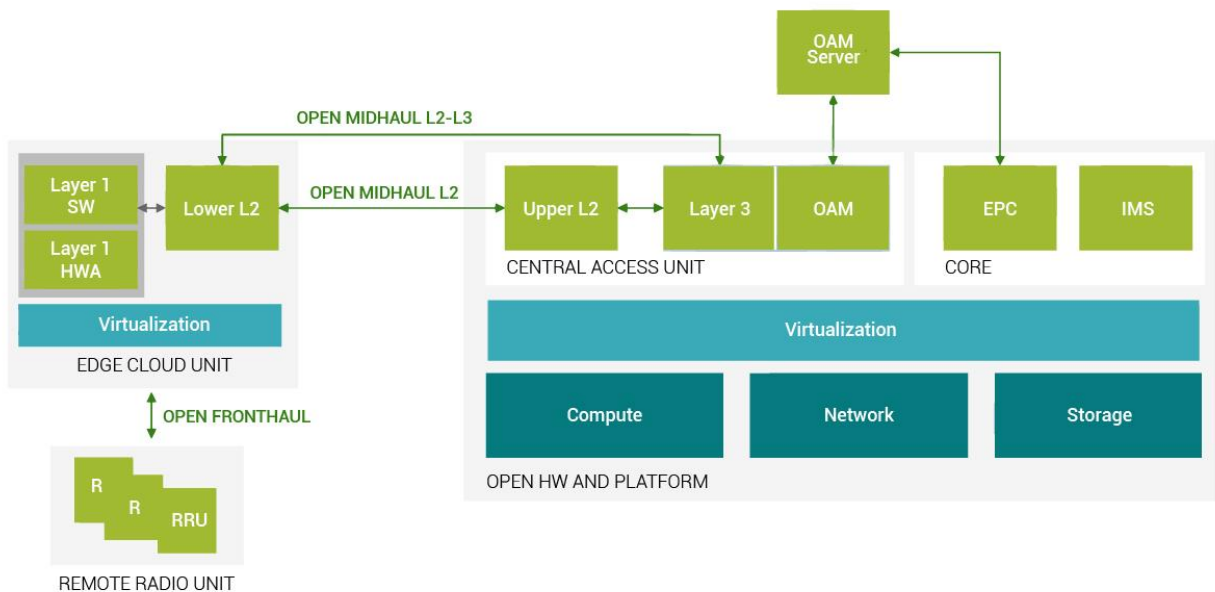 OAM
Server
OPEN MIDHAUL L2-L3
Layer 1
SW
Layer 1
HWA
Lower L2
OPEN MIDHAUL L2
Upper L2
Layer 3
OAM
CENTRAL ACCESS UNIT
EPC
IMS
CORE
Virtualization
EDGE CLOUD UNIT
Virtualization
OPEN FRONTHAUL
Compute
Network
Storage
OPEN HW AND PLATFORM
R
R
RRU
REMOTE RADIO UNIT